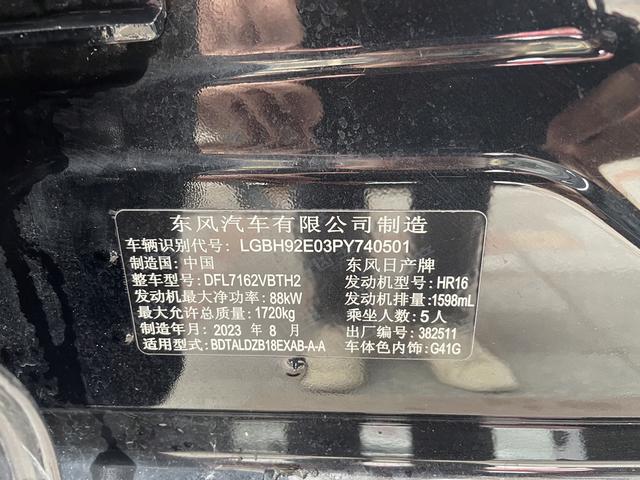 东风汽车有限公司制造
车辆识别代号：LGBH92E03PY740501
制造国：中国 东风日产牌
整车型号：DFL7162VBTH2 发动机型号：HR16
发动机最大净功率：88kW 发动机排量：1598mL
最大允许总质量：1720kg 乘坐人数：5人
制造年月：2023 年 8 月 出厂编号：382511
适用型式：BDTALDZB18EXAB-A-A 车体色内饰：G41G